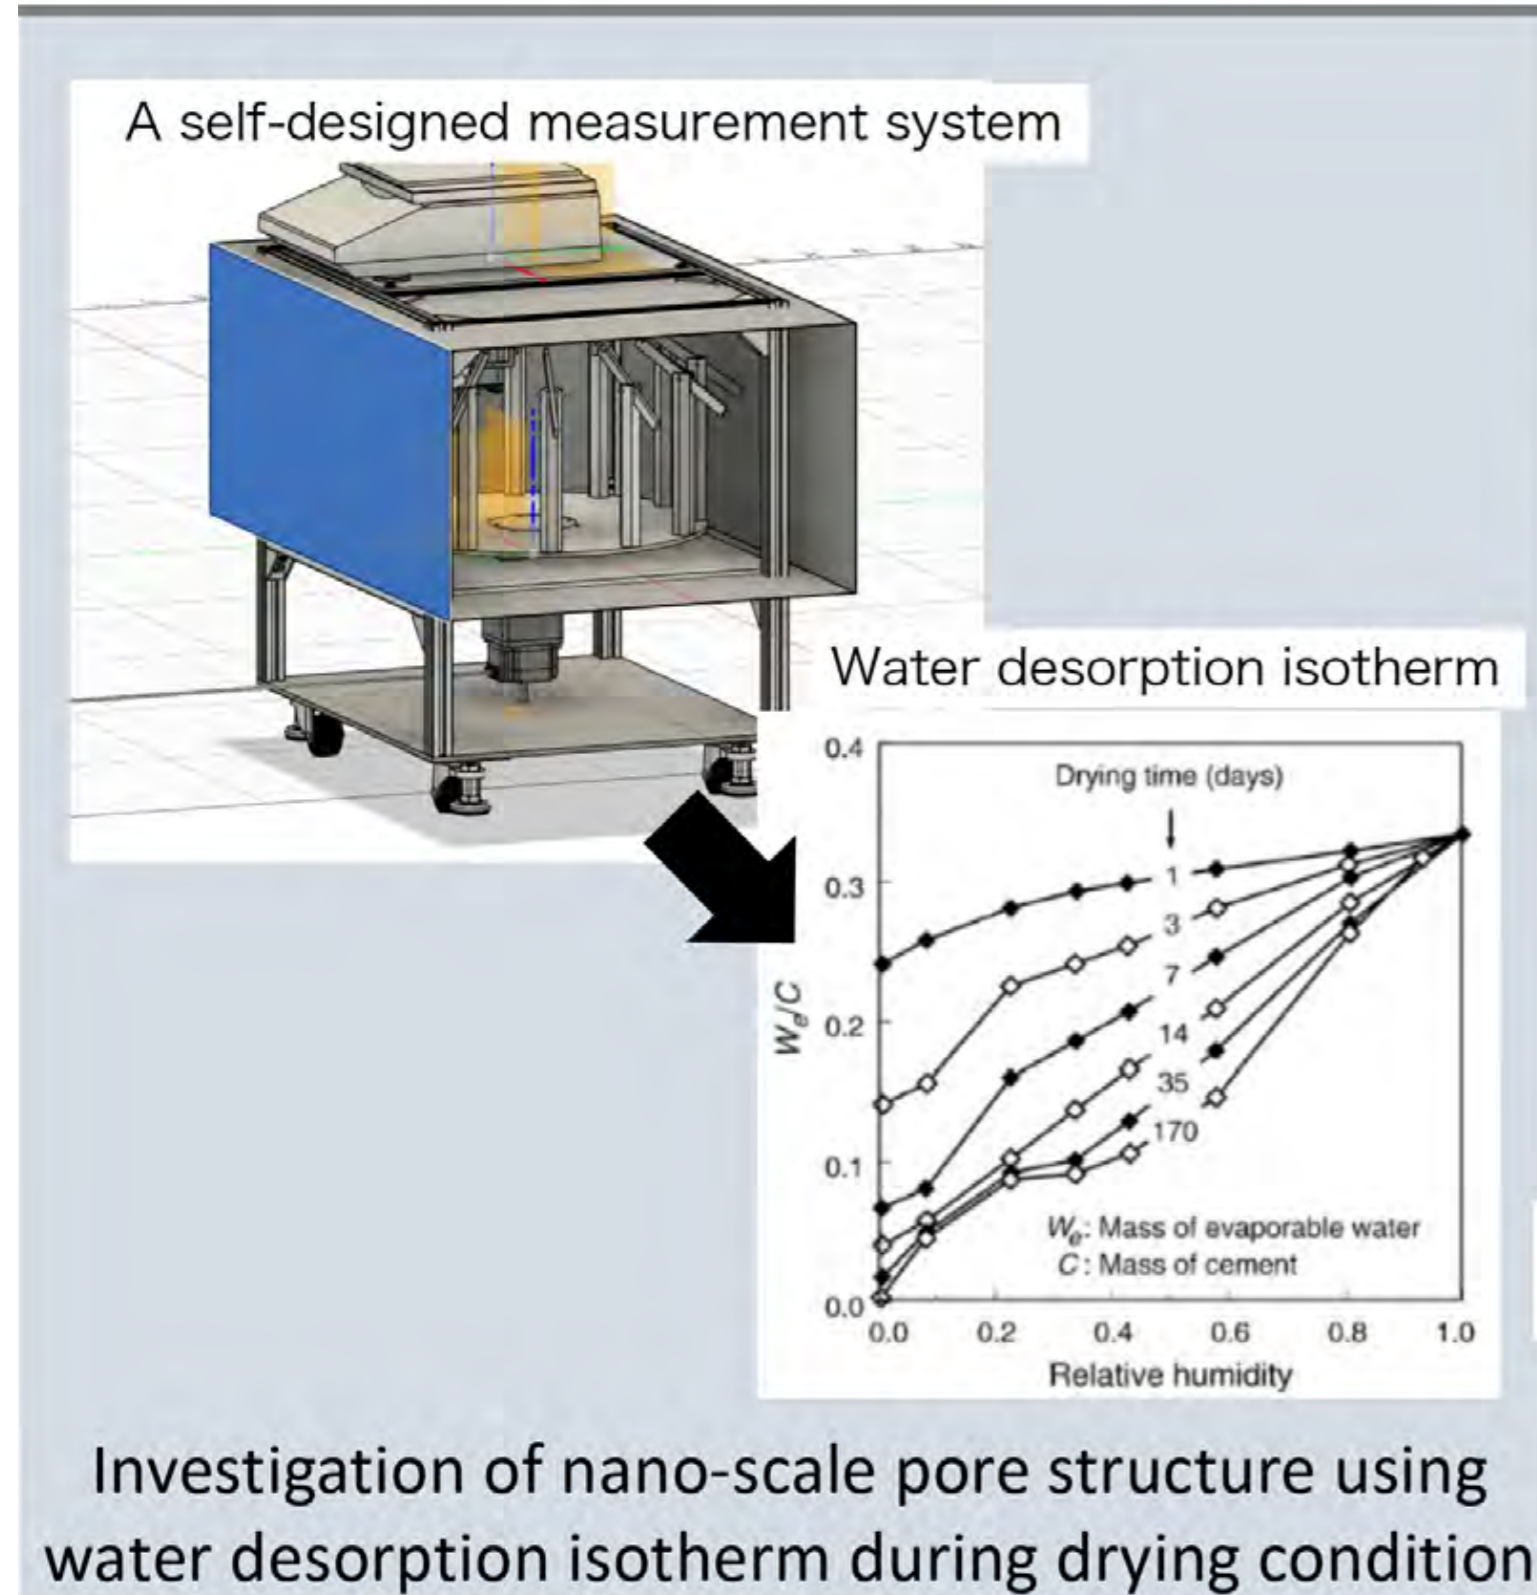 A self-designed measurement system
Water desorption isotherm
0.4
0.3
0.2
0.1
0.0
Wₑ/C
Drying time (days)
1
3
7
14
35
170
Wₑ: Mass of evaporable water
C: Mass of cement
0.0 0.2 0.4 0.6 0.8 1.0
Relative humidity
Investigation of nano-scale pore structure using
water desorption isotherm during drying condition